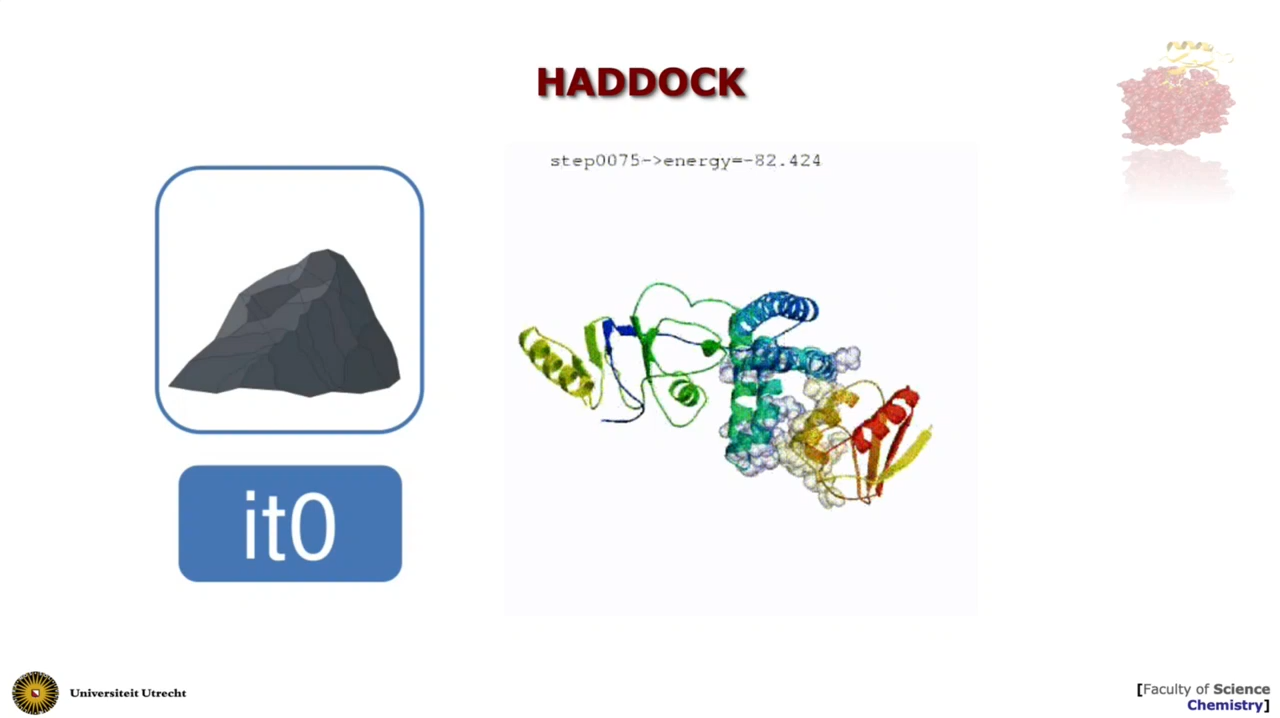 HADDOCK
step0075->energy=-82.424
it0
Universiteit Utrecht
[Faculty of Science
Chemistry]